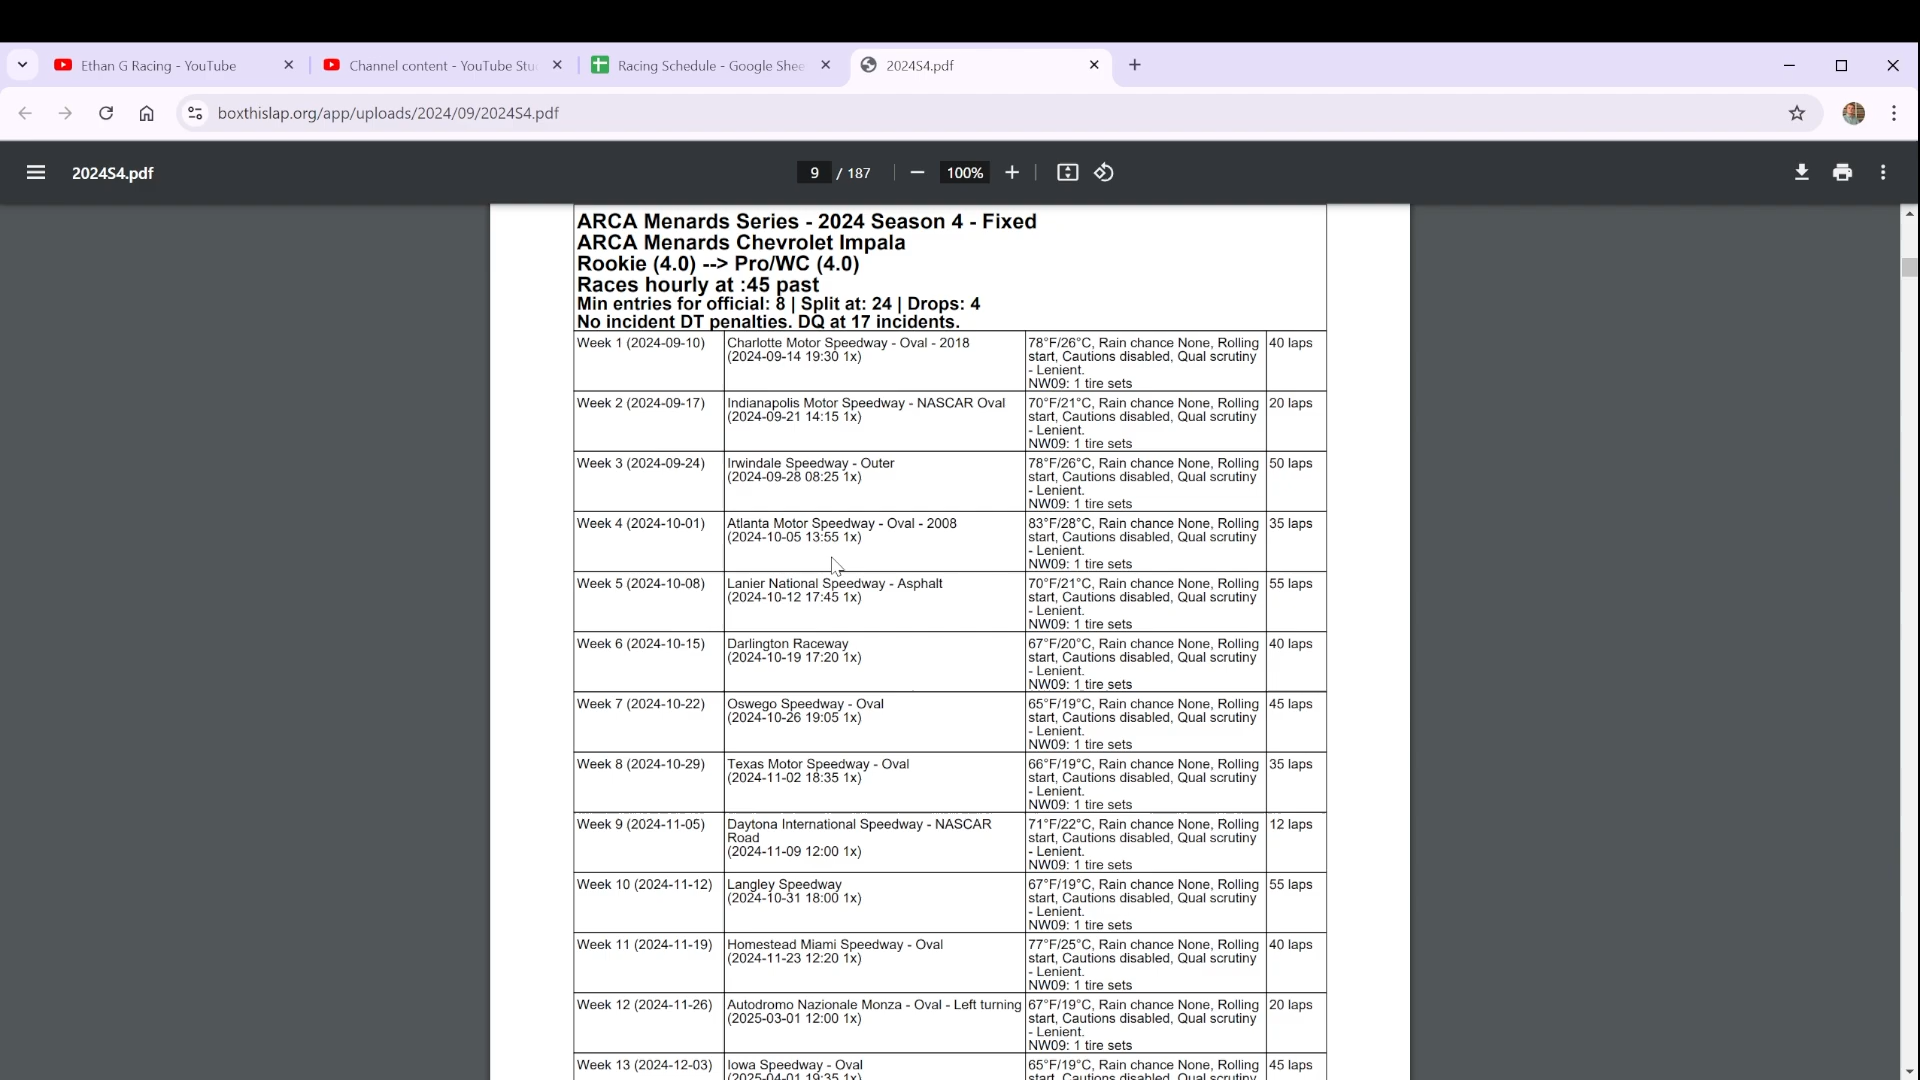 Ethan G Racing - YouTube
Channel content - YouTube Stu
Racing Schedule - Google Shee
2024S4.pdf
boxthislap.org/app/uploads/2024/09/2024S4.pdf
2024S4.pdf
9 / 187
100%
ARCA Menards Series - 2024 Season 4 - Fixed
ARCA Menards Chevrolet Impala
Rookie (4.0) --> Pro/WC (4.0)
Races hourly at :45 past
Min entries for official: 8 | Split at: 24 | Drops: 4
No incident DT penalties. DQ at 17 incidents.
Week 1 (2024-09-10) Charlotte Motor Speedway - Oval - 2018 78°F/26°C, Rain chance None, Rolling 40 laps
(2024-09-14 19:30 1x) start, Cautions disabled, Qual scrutiny
- Lenient.
NW09: 1 tire sets
Week 2 (2024-09-17) Indianapolis Motor Speedway - NASCAR Oval 70°F/21°C, Rain chance None, Rolling 20 laps
(2024-09-21 14:15 1x) start, Cautions disabled, Qual scrutiny
- Lenient.
NW09: 1 tire sets
Week 3 (2024-09-24) Irwindale Speedway - Outer 78°F/26°C, Rain chance None, Rolling 50 laps
(2024-09-28 08:25 1x) start, Cautions disabled, Qual scrutiny
- Lenient.
NW09: 1 tire sets
Week 4 (2024-10-01) Atlanta Motor Speedway - Oval - 2008 83°F/28°C, Rain chance None, Rolling 35 laps
(2024-10-05 13:55 1x) start, Cautions disabled, Qual scrutiny
- Lenient.
NW09: 1 tire sets
Week 5 (2024-10-08) Lanier National Speedway - Asphalt 70°F/21°C, Rain chance None, Rolling 55 laps
(2024-10-12 17:45 1x) start, Cautions disabled, Qual scrutiny
- Lenient.
NW09: 1 tire sets
Week 6 (2024-10-15) Darlington Raceway 67°F/20°C, Rain chance None, Rolling 40 laps
(2024-10-19 17:20 1x) start, Cautions disabled, Qual scrutiny
- Lenient.
NW09: 1 tire sets
Week 7 (2024-10-22) Oswego Speedway - Oval 65°F/19°C, Rain chance None, Rolling 45 laps
(2024-10-26 19:05 1x) start, Cautions disabled, Qual scrutiny
- Lenient.
NW09: 1 tire sets
Week 8 (2024-10-29) Texas Motor Speedway - Oval 66°F/19°C, Rain chance None, Rolling 35 laps
(2024-11-02 18:35 1x) start, Cautions disabled, Qual scrutiny
- Lenient.
NW09: 1 tire sets
Week 9 (2024-11-05) Daytona International Speedway - NASCAR 71°F/22°C, Rain chance None, Rolling 12 laps
Road start, Cautions disabled, Qual scrutiny
(2024-11-09 12:00 1x) - Lenient.
NW09: 1 tire sets
Week 10 (2024-11-12) Langley Speedway 67°F/19°C, Rain chance None, Rolling 55 laps
(2024-10-31 18:00 1x) start, Cautions disabled, Qual scrutiny
- Lenient.
NW09: 1 tire sets
Week 11 (2024-11-19) Homestead Miami Speedway - Oval 77°F/25°C, Rain chance None, Rolling 40 laps
(2024-11-23 12:20 1x) start, Cautions disabled, Qual scrutiny
- Lenient.
NW09: 1 tire sets
Week 12 (2024-11-26) Autodromo Nazionale Monza - Oval - Left turning 67°F/19°C, Rain chance None, Rolling 20 laps
(2025-03-01 12:00 1x) start, Cautions disabled, Qual scrutiny
- Lenient.
NW09: 1 tire sets
Week 13 (2024-12-03) Iowa Speedway - Oval 65°F/19°C, Rain chance None, Rolling 45 laps
(2025-04-01 19:35 1x) start, Cautions disabled, Qual scrutiny